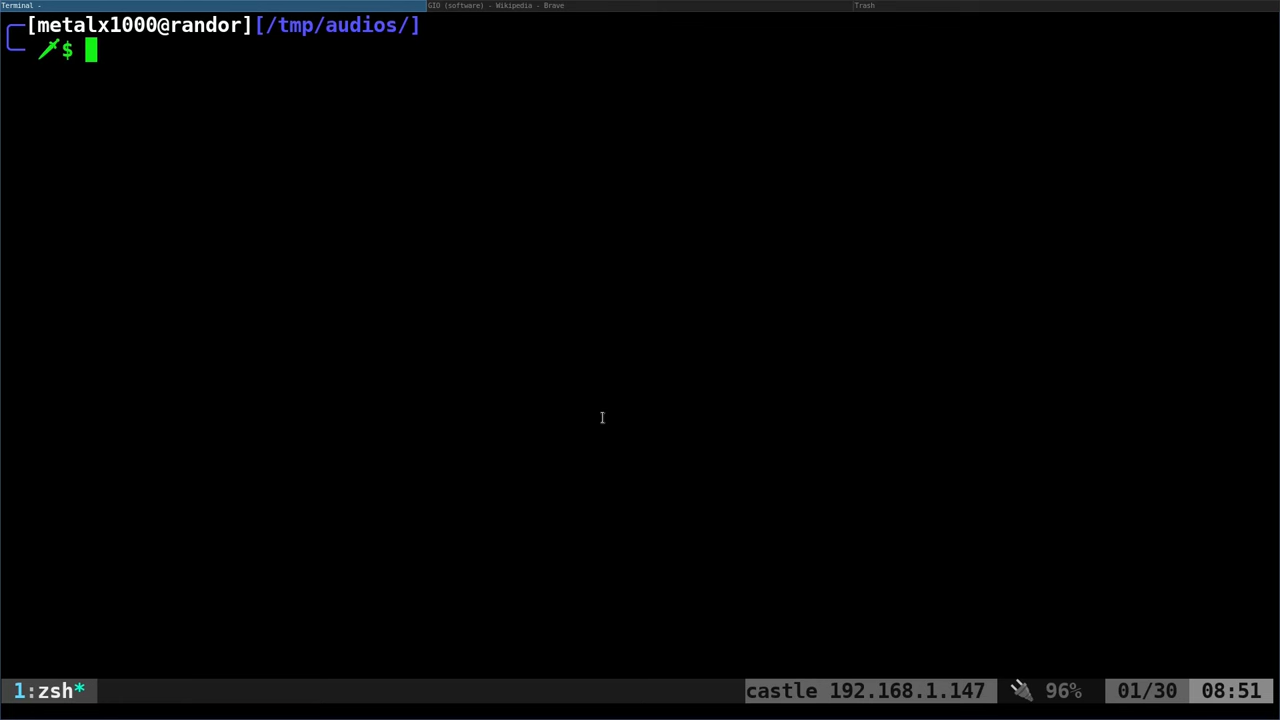 Terminal -
GIO (software) - Wikipedia - Brave
Trash
[metalx1000@randor][/tmp/audios/]
$
1:zsh*
castle 192.168.1.147
96%
01/30
08:51